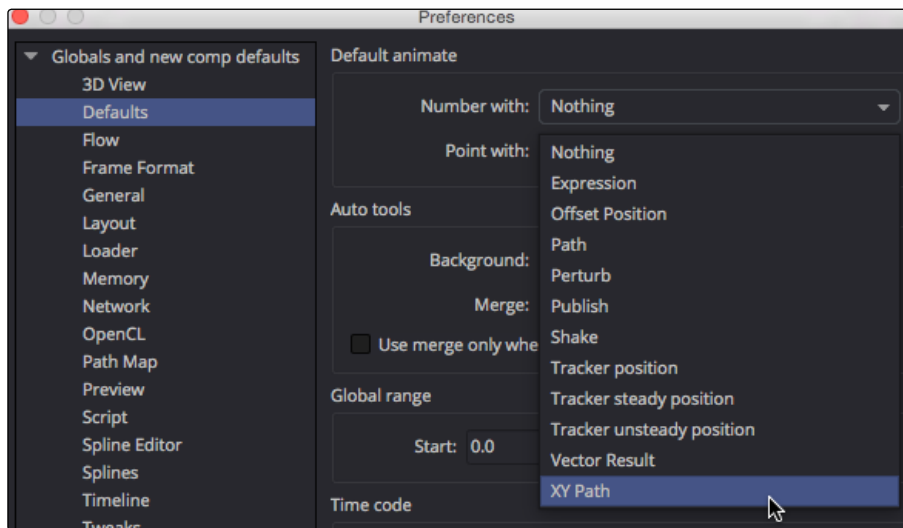 Preferences
Globals and new comp defaults
3D View
Defaults
Flow
Frame Format
General
Layout
Loader
Memory
Network
OpenCL
Path Map
Preview
Script
Spline Editor
Splines
Timeline
Tweaks
Default animate
Number with: Nothing
Point with:
Nothing
Expression
Offset Position
Path
Perturb
Publish
Shake
Tracker position
Tracker steady position
Tracker unsteady position
Vector Result
XY Path
Auto tools
Background:
Merge:
Use merge only whe
Global range
Start: 0.0
Time code